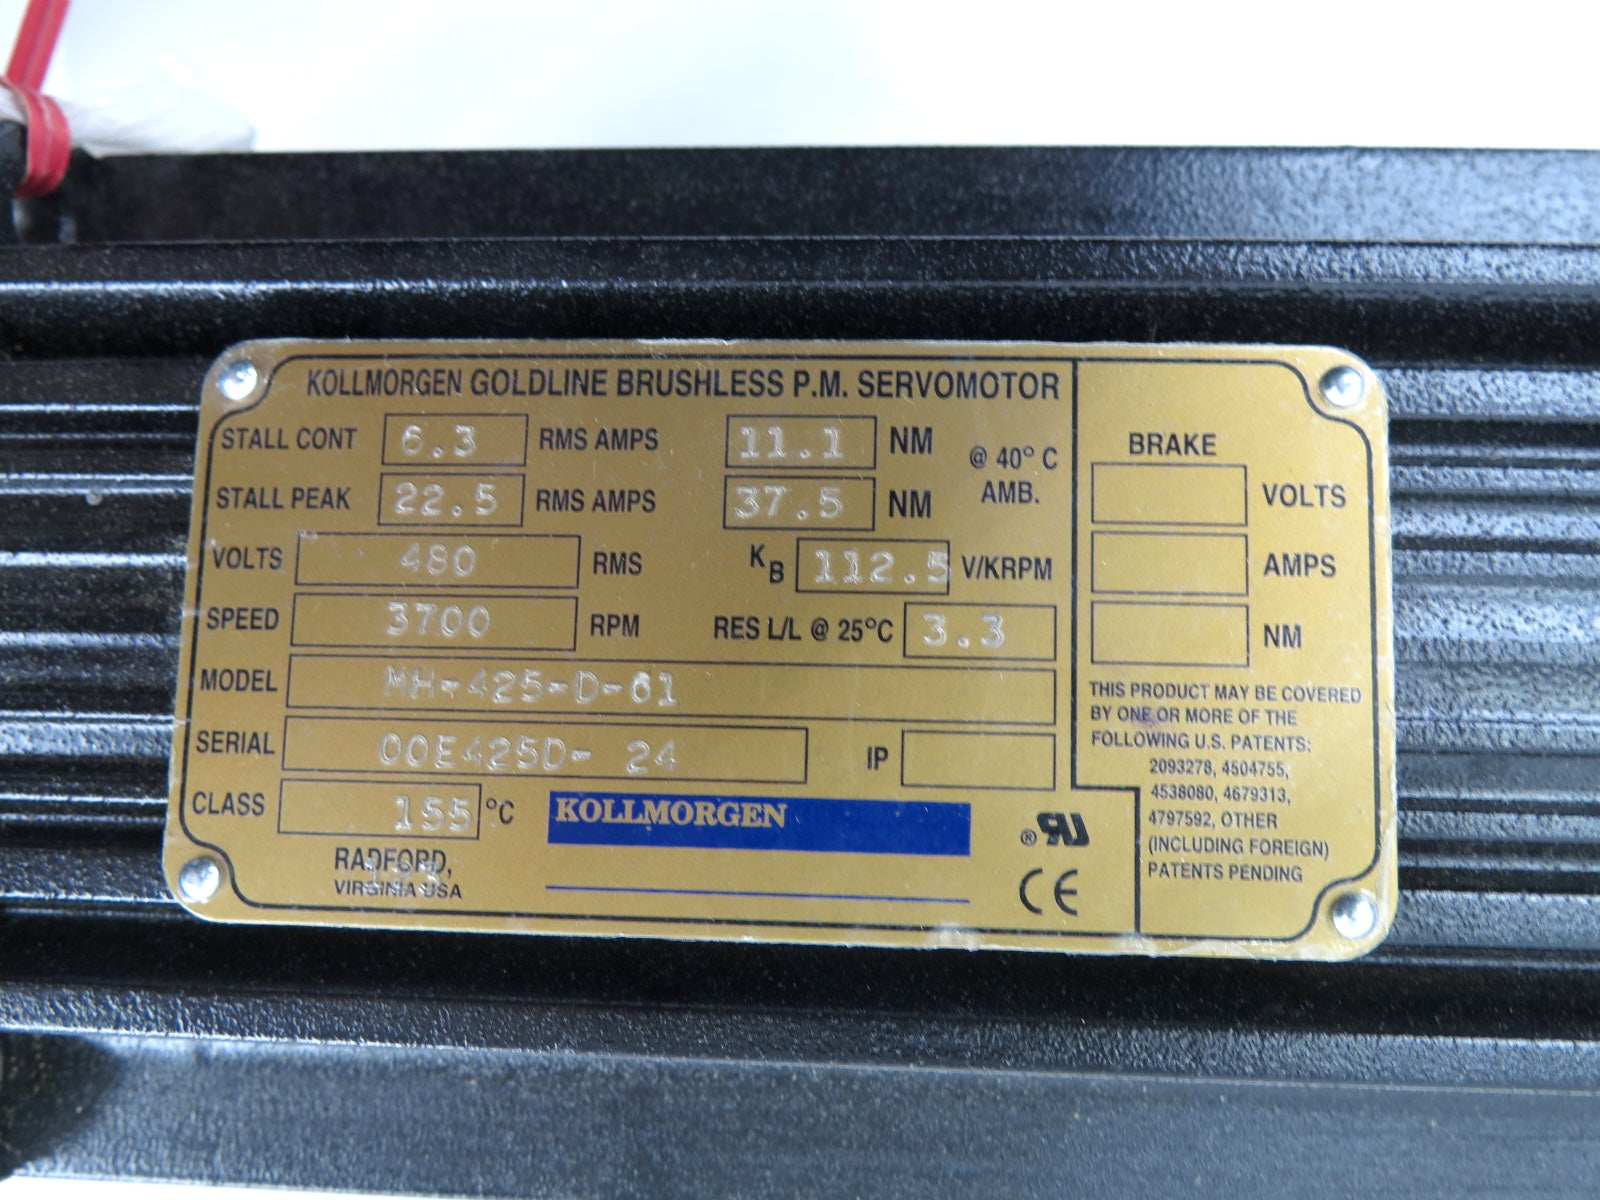 KOLLMORGEN GOLDLINE BRUSHLESS P.M. SERVOMOTOR
STALL CONT 6.3 RMS AMPS 11.1 NM @ 40° C
STALL PEAK 22.5 RMS AMPS 37.5 NM AMB.
VOLTS 480 RMS KB 112.5 V/KRPM
SPEED 3700 RPM RES L/L @ 25°C 3.3
MODEL MH-425-D-61
SERIAL 00E425D- 24 IP
CLASS 155 °C
KOLLMORGEN
RADFORD,
VIRGINIA USA
® RU
CE
BRAKE
VOLTS
AMPS
NM
THIS PRODUCT MAY BE COVERED
BY ONE OR MORE OF THE
FOLLOWING U.S. PATENTS:
2093278, 4504755,
4538080, 4679313,
4797592, OTHER
(INCLUDING FOREIGN)
PATENTS PENDING